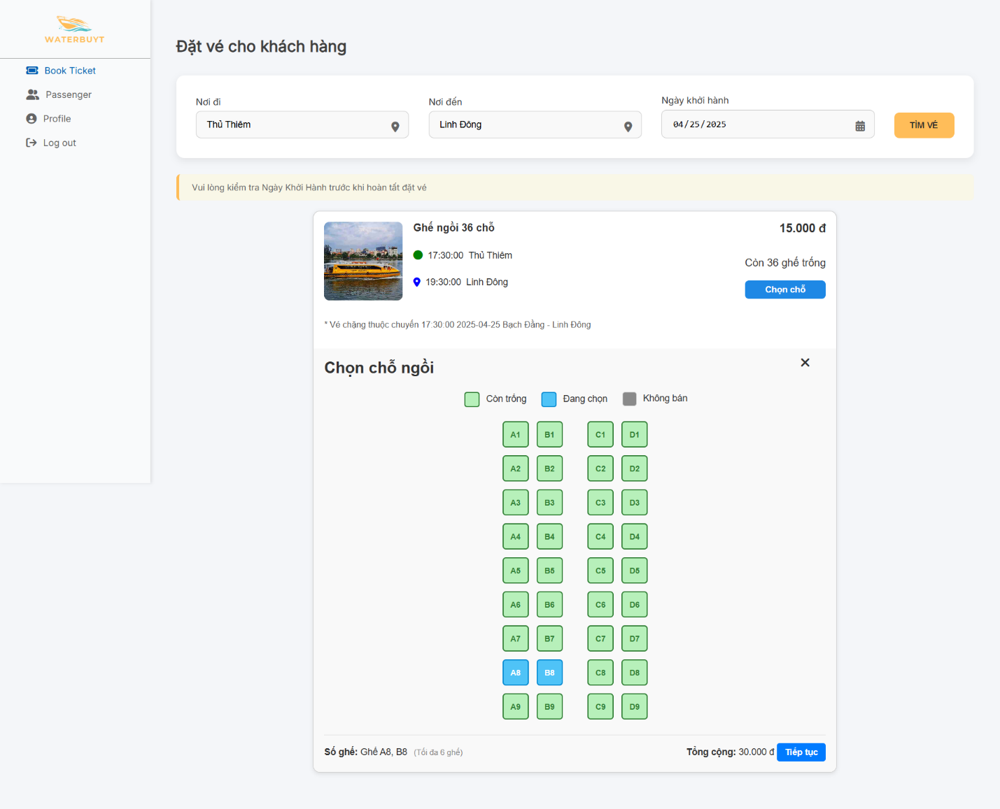 WATERBUYT
Book Ticket
Passenger
Profile
Log out
Đặt vé cho khách hàng
Nơi đi
Thủ Thiêm
Nơi đến
Linh Đông
Ngày khởi hành
04/25/2025
TÌM VÉ
Vui lòng kiểm tra Ngày Khởi Hành trước khi hoàn tất đặt vé
Ghế ngồi 36 chỗ
15.000 đ
17:30:00 Thủ Thiêm
Còn 36 ghế trống
19:30:00 Linh Đông
Chọn chỗ
* Vé chặng thuộc chuyến 17:30:00 2025-04-25 Bạch Đằng - Linh Đông
Chọn chỗ ngồi
Còn trống Đang chọn Không bán
A1 B1 C1 D1
A2 B2 C2 D2
A3 B3 C3 D3
A4 B4 C4 D4
A5 B5 C5 D5
A6 B6 C6 D6
A7 B7 C7 D7
A8 B8 C8 D8
A9 B9 C9 D9
Số ghế: Ghế A8, B8 (Tối đa 6 ghế)
Tổng cộng: 30.000 đ Tiếp tục